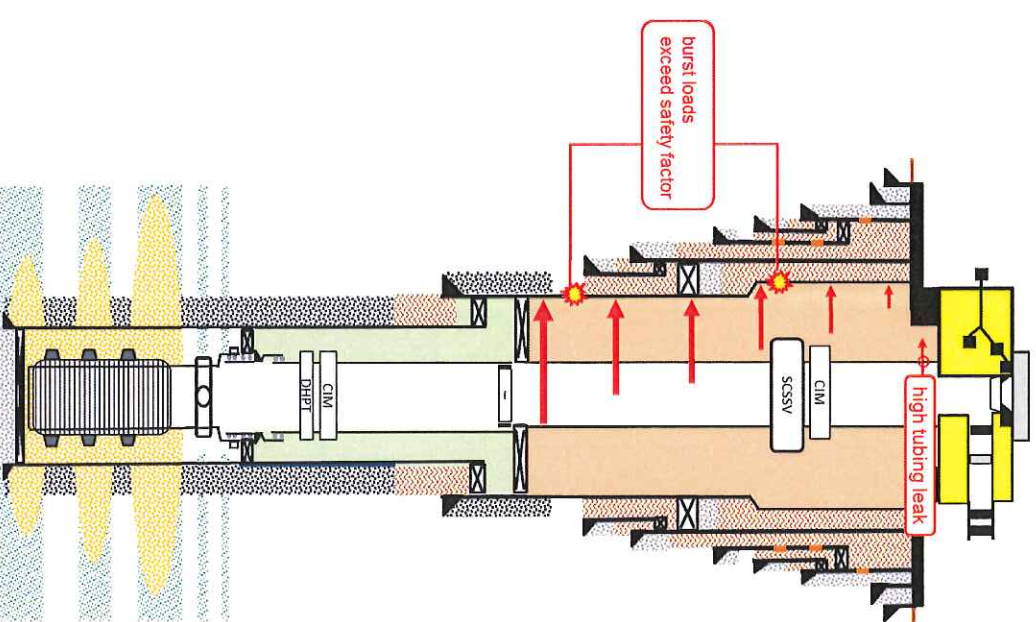 burst loads
exceed safety factor
high tubing leak
CIM
SCSSV
CIM
DHPT